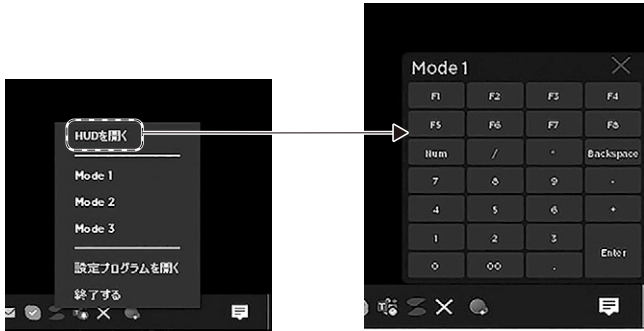 HUDを開く
Mode 1
Mode 2
Mode 3
設定プログラムを開く
終了する
Mode 1
F1 F2 F3 F4
F5 F6 F7 F8
Num / * Backspace
7 8 9 -
4 5 6 +
1 2 3
Enter
0 00 .